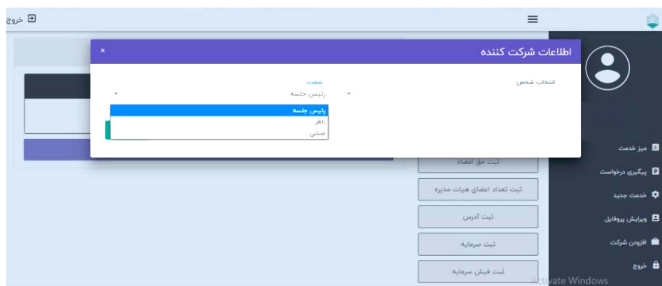 خروج
اطلاعات شرکت کننده
×
انتخاب شخص
سمت
رئیس جلسه
رئیس جلسه
ناظر
منشی
ثبت حق امضاء
ثبت تعداد اعضای هیات مدیره
ثبت آدرس
ثبت سرمایه
ثبت فیش سرمایه
میز خدمت
پیگیری درخواست
خدمت جدید
ویرایش پروفایل
افزودن شرکت
خروج
Activate Windows